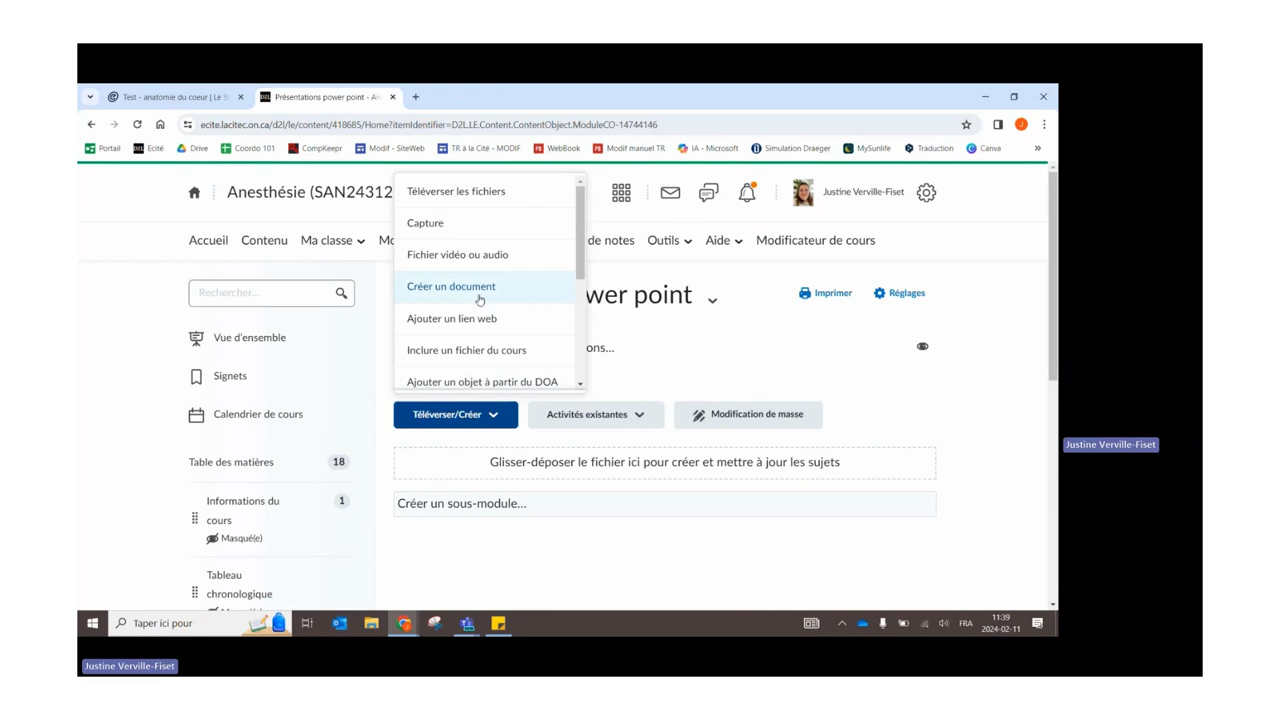 Test - anatomie du coeur | Le S
Présentations power point - An
ecite.lacitec.on.ca/d2l/le/content/418685/Home?itemIdentifier=D2L.LE.Content.ContentObject.ModuleCO-14744146
Portail Ecité Drive Coordo 101 CompKeepr Modif - SiteWeb TR à la Cité - MODIF WebBook Modif manuel TR IA - Microsoft Simulation Draeger MySunlife Traduction Canva »
Anesthésie (SAN24312
Justine Verville-Fiset
Accueil Contenu Ma classe Mo de notes Outils Aide Modificateur de cours
Téléverser les fichiers
Capture
Fichier vidéo ou audio
Créer un document
Ajouter un lien web
Inclure un fichier du cours
Ajouter un objet à partir du DOA
Rechercher...
wer point
Imprimer
Réglages
Vue d'ensemble
ons...
Signets
Calendrier de cours
Téléverser/Créer
Activités existantes
Modification de masse
Table des matières 18
Glisser-déposer le fichier ici pour créer et mettre à jour les sujets
Informations du
cours
1
Masqué(e)
Créer un sous-module...
Tableau
chronologique
Justine Verville-Fiset
Taper ici pour
FRA
11:39
2024-02-11
Justine Verville-Fiset